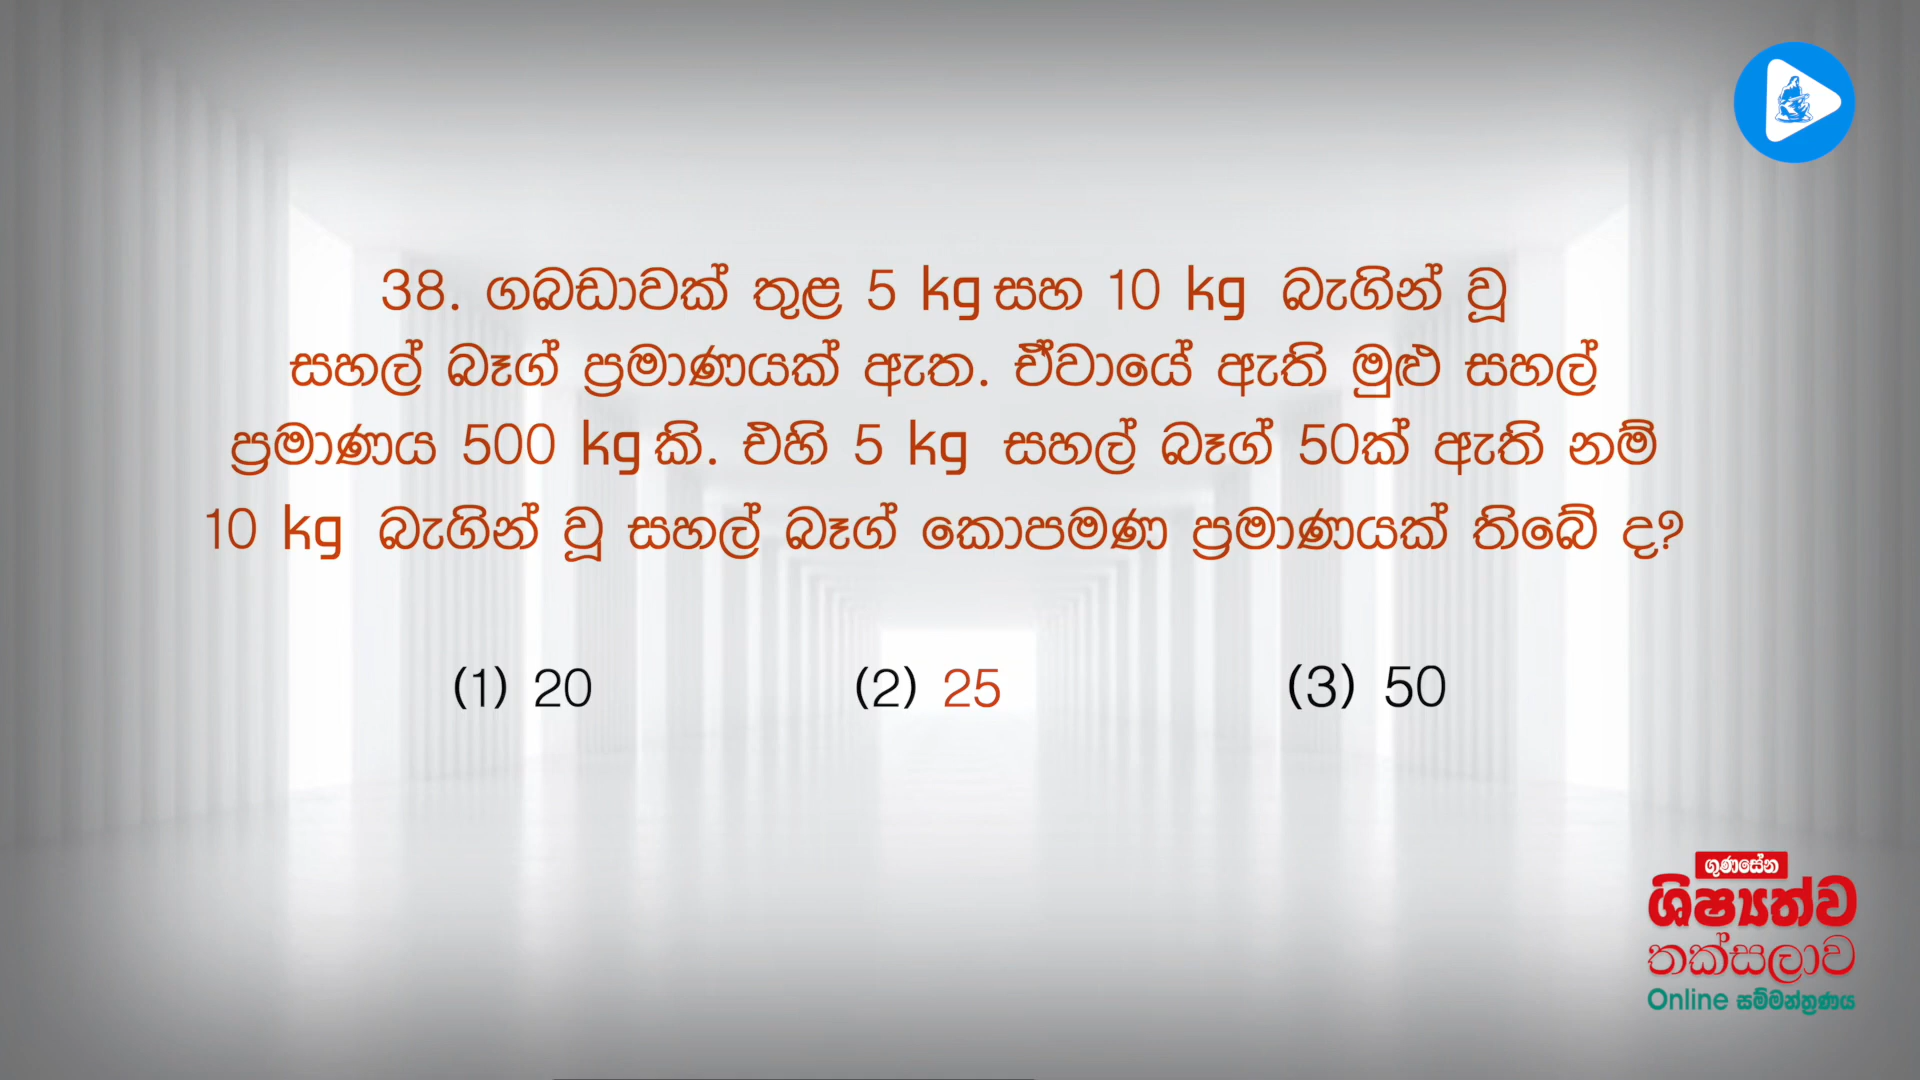 38. ගබඩාවක් තුළ 5 kg සහ 10 kg බැගින් වූ
සහල් බෑග් ප්‍රමාණයක් ඇත. ඒවායේ ඇති මුළු සහල්
ප්‍රමාණය 500 kg කි. එහි 5 kg සහල් බෑග් 50ක් ඇති නම්
10 kg බැගින් වූ සහල් බෑග් කොපමණ ප්‍රමාණයක් තිබේ ද?
(1) 20 (2) 25 (3) 50
ගුණසේන
ශිෂ්‍යත්ව
තක්සලාව
Online සම්මන්ත්‍රණය